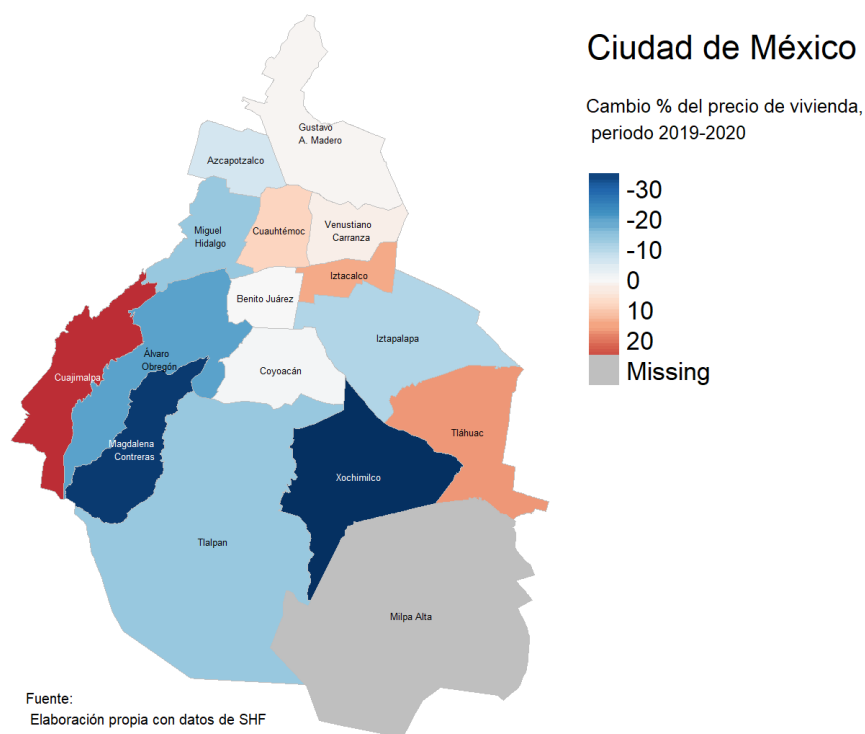 Ciudad de México
Cambio % del precio de vivienda,
periodo 2019-2020
-30
-20
-10
0
10
20
Missing
Gustavo
A. Madero
Azcapotzalco
Miguel
Hidalgo
Cuauhtémoc
Venustiano
Carranza
Iztacalco
Benito Juárez
Iztapalapa
Álvaro
Obregón
Coyoacán
Cuajimalpa
Tláhuac
Magdalena
Contreras
Xochimilco
Tlalpan
Milpa Alta
Fuente:
Elaboración propia con datos de SHF